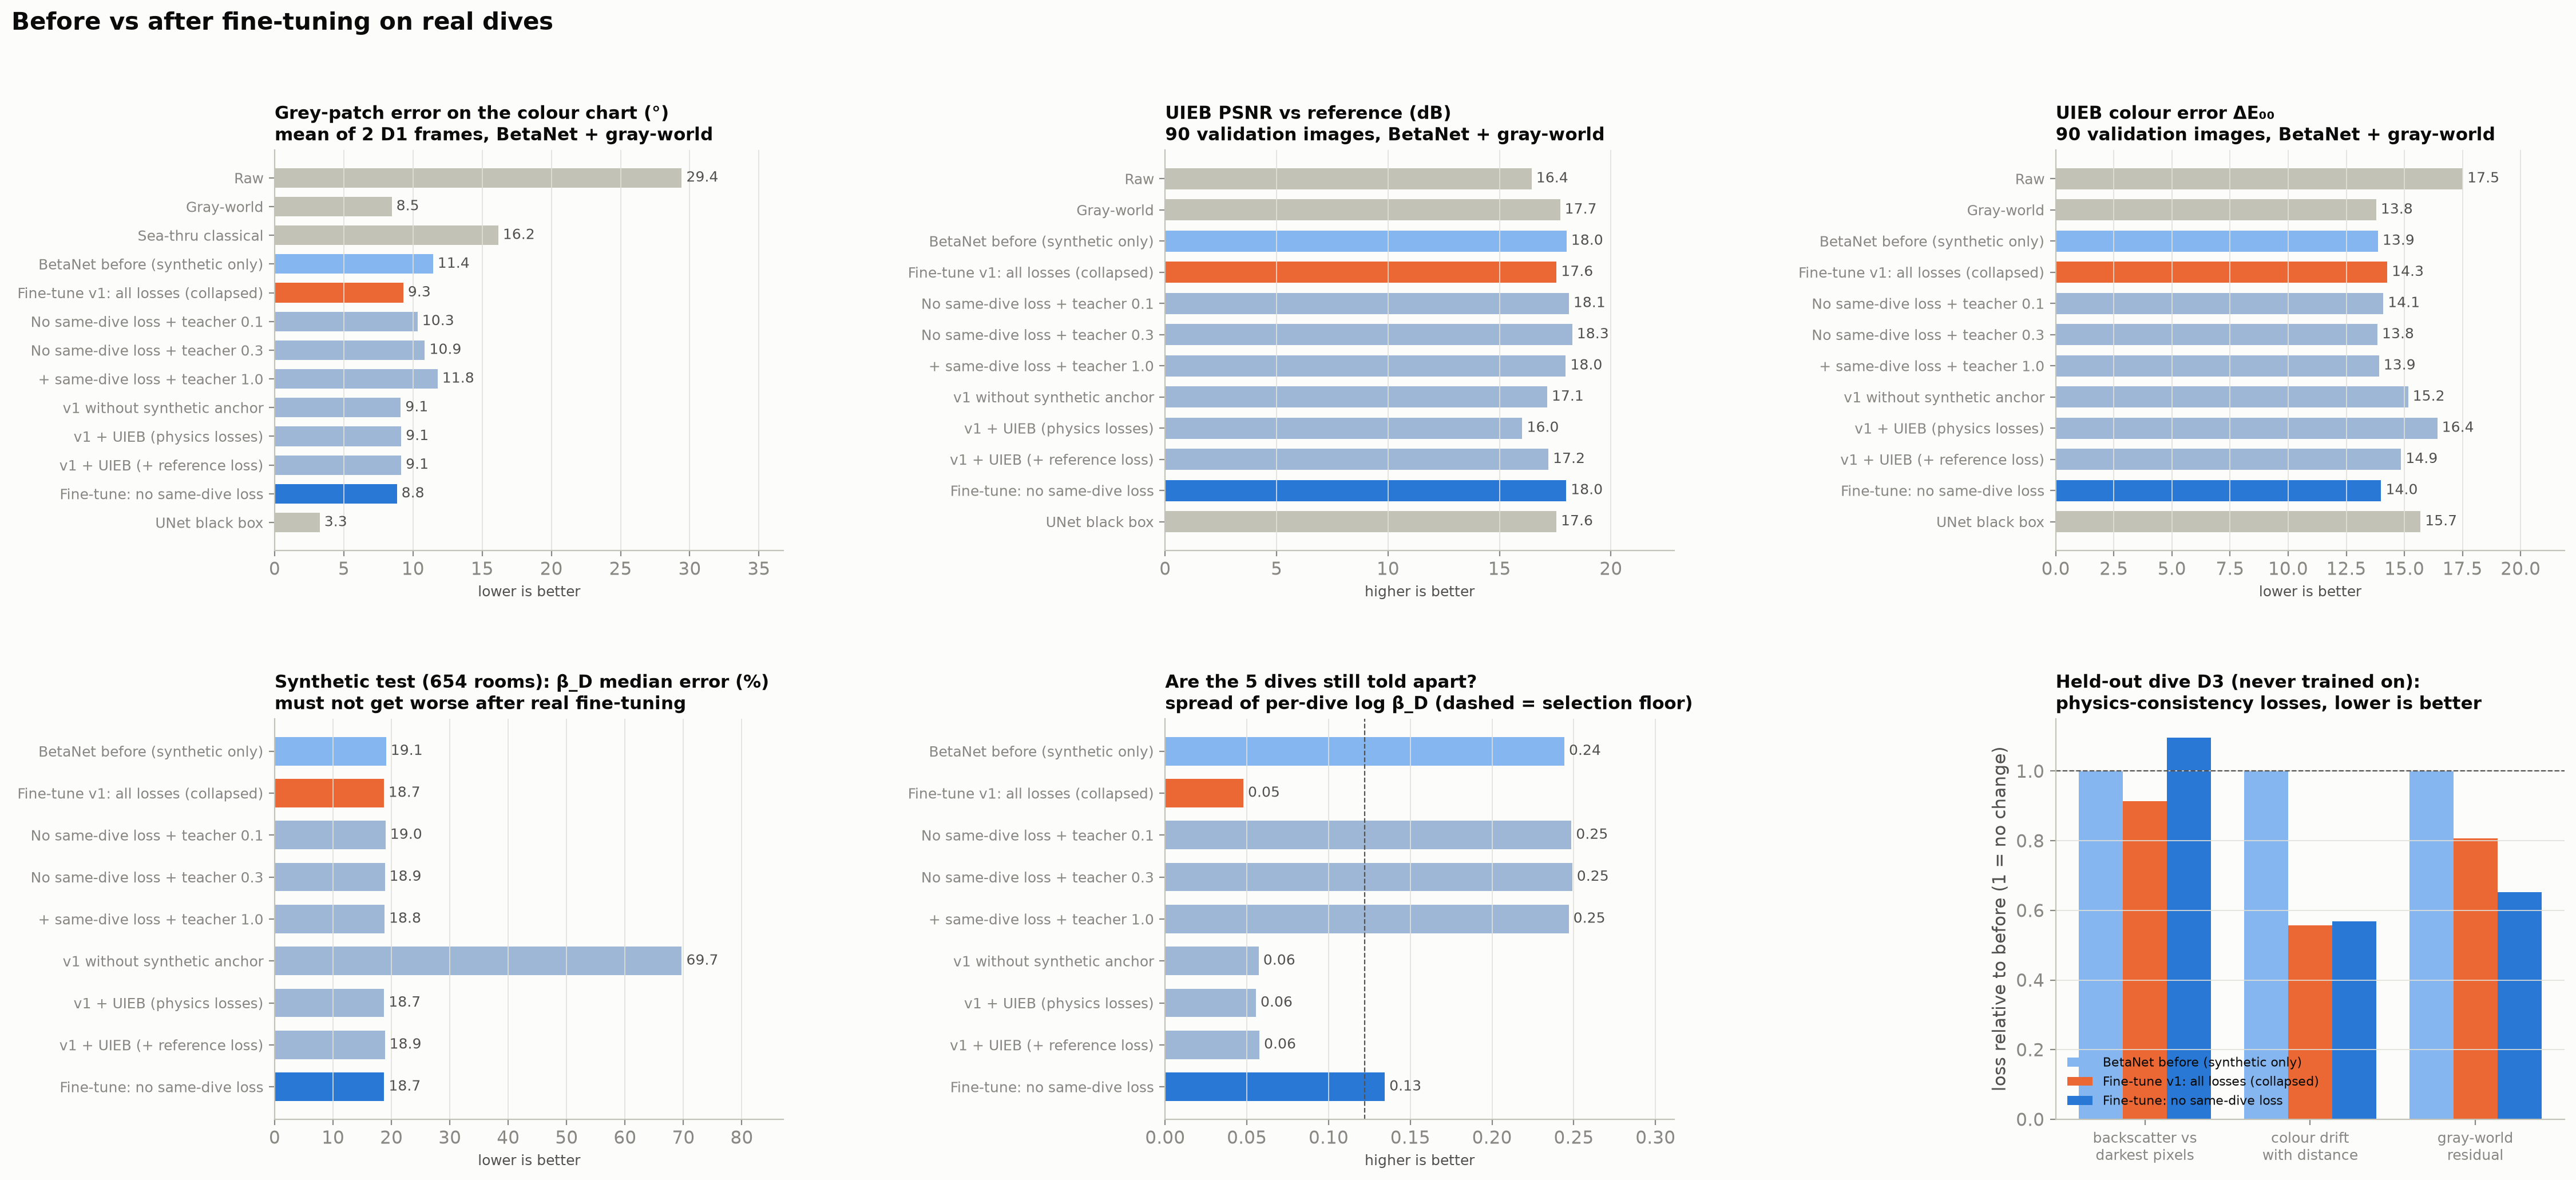 Before vs after fine-tuning on real dives
Grey-patch error on the colour chart (°)
mean of 2 D1 frames, BetaNet + gray-world
Raw
29.4
Gray-world
8.5
Sea-thru classical
16.2
BetaNet before (synthetic only)
11.4
Fine-tune v1: all losses (collapsed)
9.3
No same-dive loss + teacher 0.1
10.3
No same-dive loss + teacher 0.3
10.9
+ same-dive loss + teacher 1.0
11.8
v1 without synthetic anchor
9.1
v1 + UIEB (physics losses)
9.1
v1 + UIEB (+ reference loss)
9.1
Fine-tune: no same-dive loss
8.8
UNet black box
3.3
0 5 10 15 20 25 30 35
lower is better
UIEB PSNR vs reference (dB)
90 validation images, BetaNet + gray-world
Raw
16.4
Gray-world
17.7
BetaNet before (synthetic only)
18.0
Fine-tune v1: all losses (collapsed)
17.6
No same-dive loss + teacher 0.1
18.1
No same-dive loss + teacher 0.3
18.3
+ same-dive loss + teacher 1.0
18.0
v1 without synthetic anchor
17.1
v1 + UIEB (physics losses)
16.0
v1 + UIEB (+ reference loss)
17.2
Fine-tune: no same-dive loss
18.0
UNet black box
17.6
0 5 10 15 20
higher is better
UIEB colour error ΔE₀₀
90 validation images, BetaNet + gray-world
Raw
17.5
Gray-world
13.8
BetaNet before (synthetic only)
13.9
Fine-tune v1: all losses (collapsed)
14.3
No same-dive loss + teacher 0.1
14.1
No same-dive loss + teacher 0.3
13.8
+ same-dive loss + teacher 1.0
13.9
v1 without synthetic anchor
15.2
v1 + UIEB (physics losses)
16.4
v1 + UIEB (+ reference loss)
14.9
Fine-tune: no same-dive loss
14.0
UNet black box
15.7
0.0 2.5 5.0 7.5 10.0 12.5 15.0 17.5 20.0
lower is better
Synthetic test (654 rooms): β_D median error (%)
must not get worse after real fine-tuning
BetaNet before (synthetic only)
19.1
Fine-tune v1: all losses (collapsed)
18.7
No same-dive loss + teacher 0.1
19.0
No same-dive loss + teacher 0.3
18.9
+ same-dive loss + teacher 1.0
18.8
v1 without synthetic anchor
69.7
v1 + UIEB (physics losses)
18.7
v1 + UIEB (+ reference loss)
18.9
Fine-tune: no same-dive loss
18.7
0 10 20 30 40 50 60 70 80
lower is better
Are the 5 dives still told apart?
spread of per-dive log β_D (dashed = selection floor)
BetaNet before (synthetic only)
0.24
Fine-tune v1: all losses (collapsed)
0.05
No same-dive loss + teacher 0.1
0.25
No same-dive loss + teacher 0.3
0.25
+ same-dive loss + teacher 1.0
0.25
v1 without synthetic anchor
0.06
v1 + UIEB (physics losses)
0.06
v1 + UIEB (+ reference loss)
0.06
Fine-tune: no same-dive loss
0.13
0.00 0.05 0.10 0.15 0.20 0.25 0.30
higher is better
Held-out dive D3 (never trained on):
physics-consistency losses, lower is better
loss relative to before (1 = no change)
1.0
0.8
0.6
0.4
0.2
0.0
BetaNet before (synthetic only)
Fine-tune v1: all losses (collapsed)
Fine-tune: no same-dive loss
backscatter vs
darkest pixels
colour drift
with distance
gray-world
residual